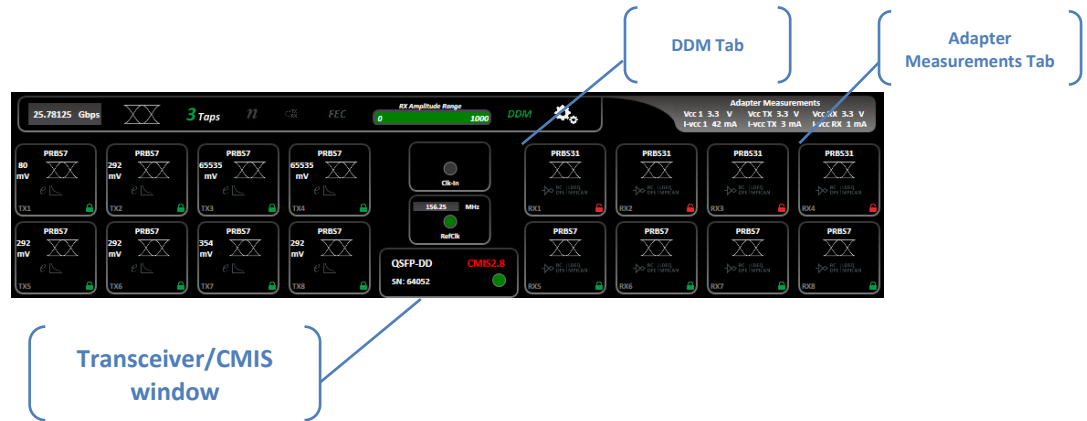 DDM Tab
Adapter
Measurements Tab
25.78125 Gbps
3 Taps
n
FEC
RX Amplitude Range
0 1000
DDM
Adapter Measurements
Vcc 1 3.3 V Vcc TX 3.3 V Vcc RX 3.3 V
I-vcc 1 42 mA I-vcc TX 3 mA I-vcc RX 1 mA
PRBS7
80
mV
e
TX1
PRBS7
292
mV
e
TX2
PRBS7
65535
mV
e
TX3
PRBS7
65535
mV
e
TX4
Clk-In
156.25 MHz
RefClk
PRBS31
RX1
PRBS31
RX2
PRBS31
RX3
PRBS31
RX4
PRBS7
292
mV
e
TX5
PRBS7
292
mV
e
TX6
PRBS7
354
mV
e
TX7
PRBS7
292
mV
e
TX8
QSFP-DD CMIS2.8
SN: 64052
PRBS7
RX5
PRBS7
RX6
PRBS7
RX7
PRBS7
RX8
Transceiver/CMIS
window